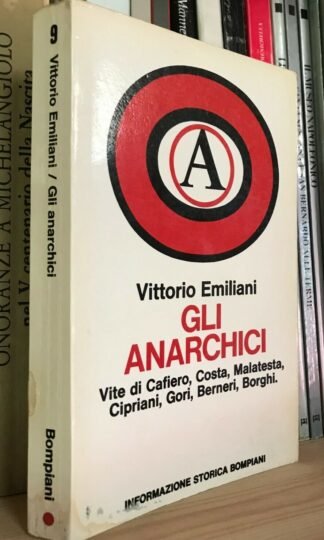 9
Vittorio Emiliani / Gli anarchici
Bompiani
A
Vittorio Emiliani
GLI
ANARCHICI
Vite di Cafiero, Costa, Malatesta,
Cipriani, Gori, Berneri, Borghi.
INFORMAZIONE STORICA BOMPIANI
ONORANZE A MICHELANGIOLO
nel V centenario della Nascita